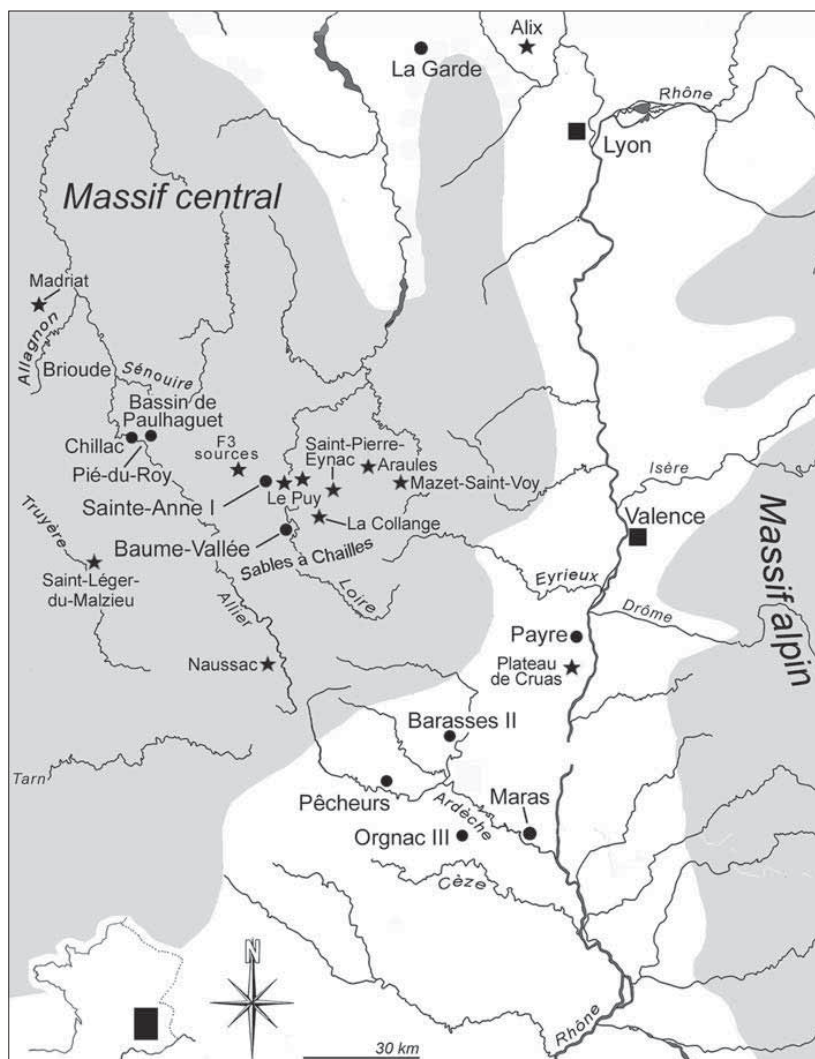 Alix
La Garde
Rhône
Lyon
Massif central
Madriat
Allagnon
Brioude
Sénouire
Bassin de
Paulhaguet
Chillac
Pié-du-Roy
F3
sources
Saint-Pierre-
Eynac
Araules
Mazet-Saint-Voy
Sainte-Anne I
Le Puy
La Collange
Baume-Vallée
Sables à Chailles
Loire
Truyère
Saint-Léger-
du-Malzieu
Allier
Naussac
Isère
Valence
Massif alpin
Eyrieux
Drôme
Payre
Plateau
de Cruas
Barasses II
Tarn
Pêcheurs
Ardèche
Maras
Orgnac III
Cèze
N
Rhône
30 km